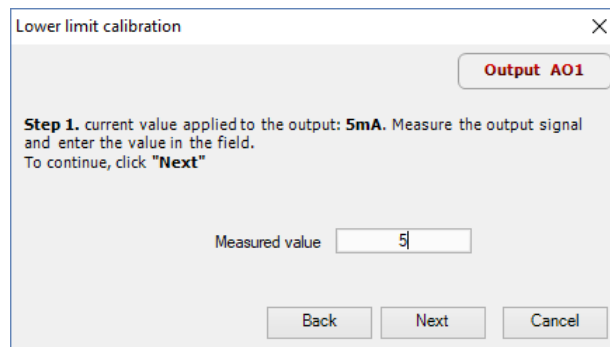 Lower limit calibration
Output AO1
Step 1. current value applied to the output: 5mA. Measure the output signal
and enter the value in the field.
To continue, click "Next"
Measured value 5
Back Next Cancel